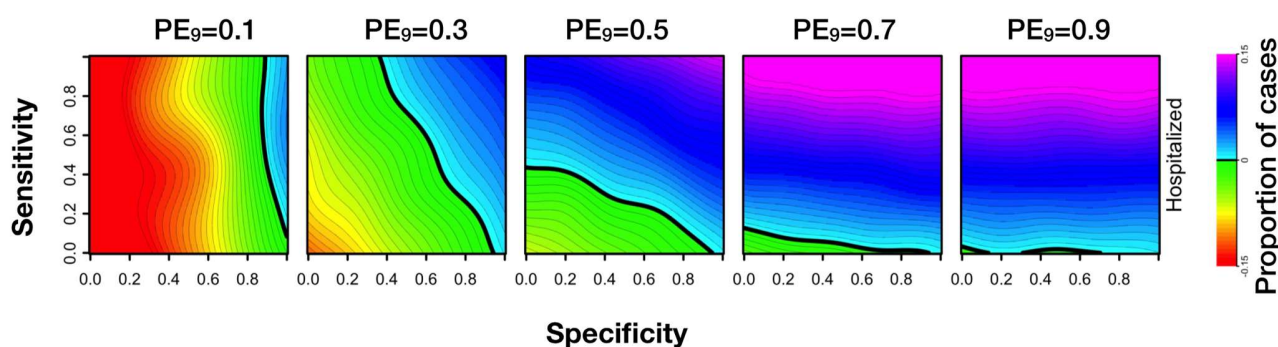 PE₉=0.1 PE₉=0.3 PE₉=0.5 PE₉=0.7 PE₉=0.9
Sensitivity
0.8
0.6
0.4
0.2
0.0
0.0 0.2 0.4 0.6 0.8 0.0 0.2 0.4 0.6 0.8 0.0 0.2 0.4 0.6 0.8 0.0 0.2 0.4 0.6 0.8 0.0 0.2 0.4 0.6 0.8
Specificity
Hospitalized
0.15
0
-0.15
Proportion of cases